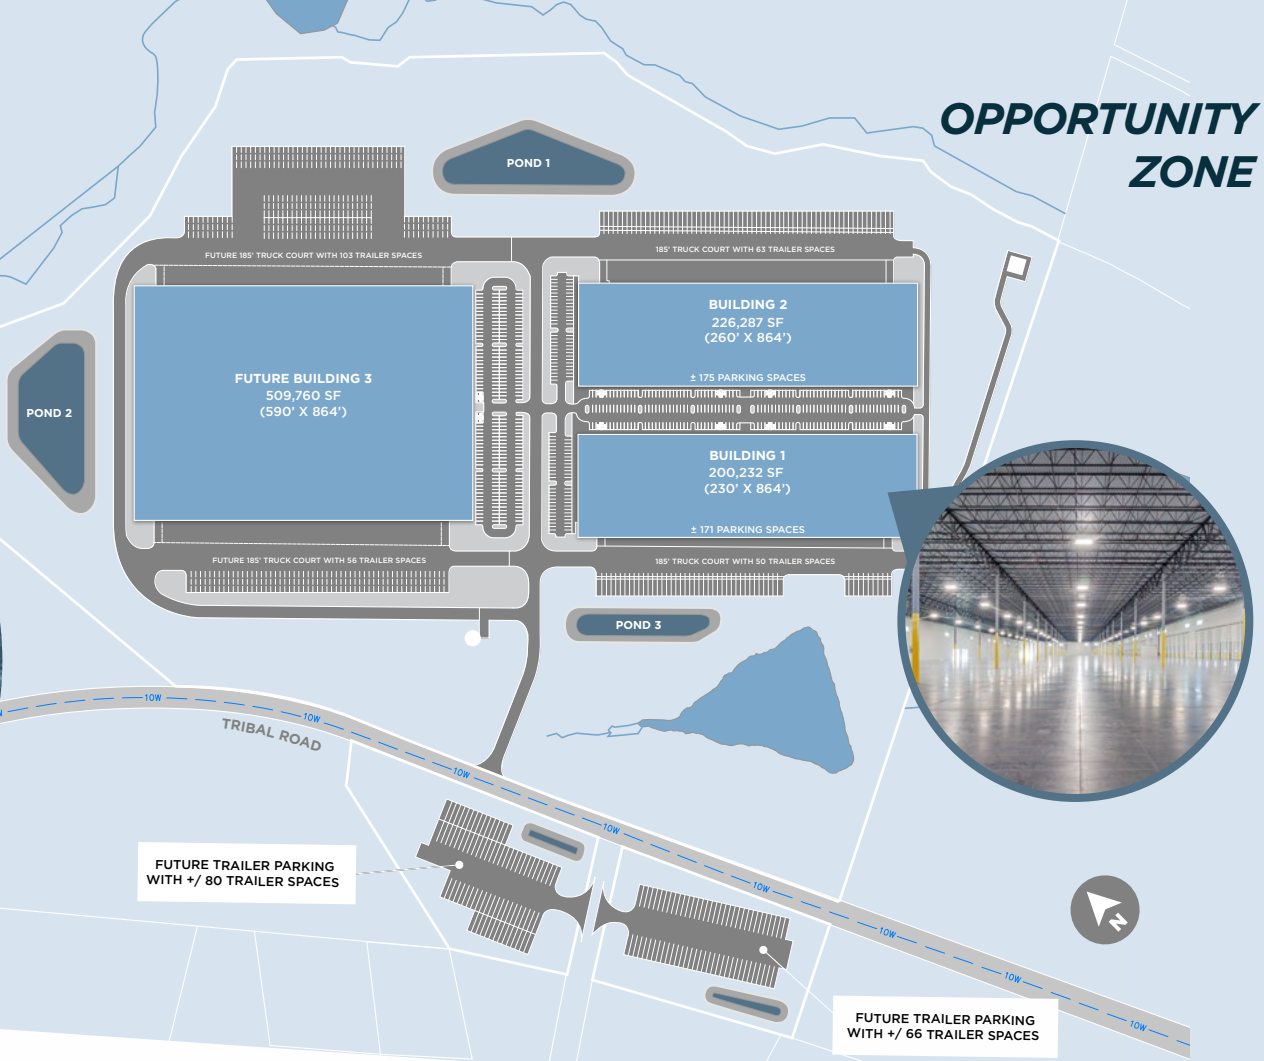 OPPORTUNITY
ZONE
POND 1
FUTURE 185' TRUCK COURT WITH 103 TRAILER SPACES
185' TRUCK COURT WITH 63 TRAILER SPACES
BUILDING 2
226,287 SF
(260' X 864')
± 175 PARKING SPACES
FUTURE BUILDING 3
509,760 SF
(590' X 864')
POND 2
BUILDING 1
200,232 SF
(230' X 864')
± 171 PARKING SPACES
FUTURE 185' TRUCK COURT WITH 56 TRAILER SPACES
185' TRUCK COURT WITH 50 TRAILER SPACES
POND 3
10W
10W
TRIBAL ROAD
10W
10W
10W
10W
10W
10W
FUTURE TRAILER PARKING
WITH +/ 80 TRAILER SPACES
N
FUTURE TRAILER PARKING
WITH +/ 66 TRAILER SPACES